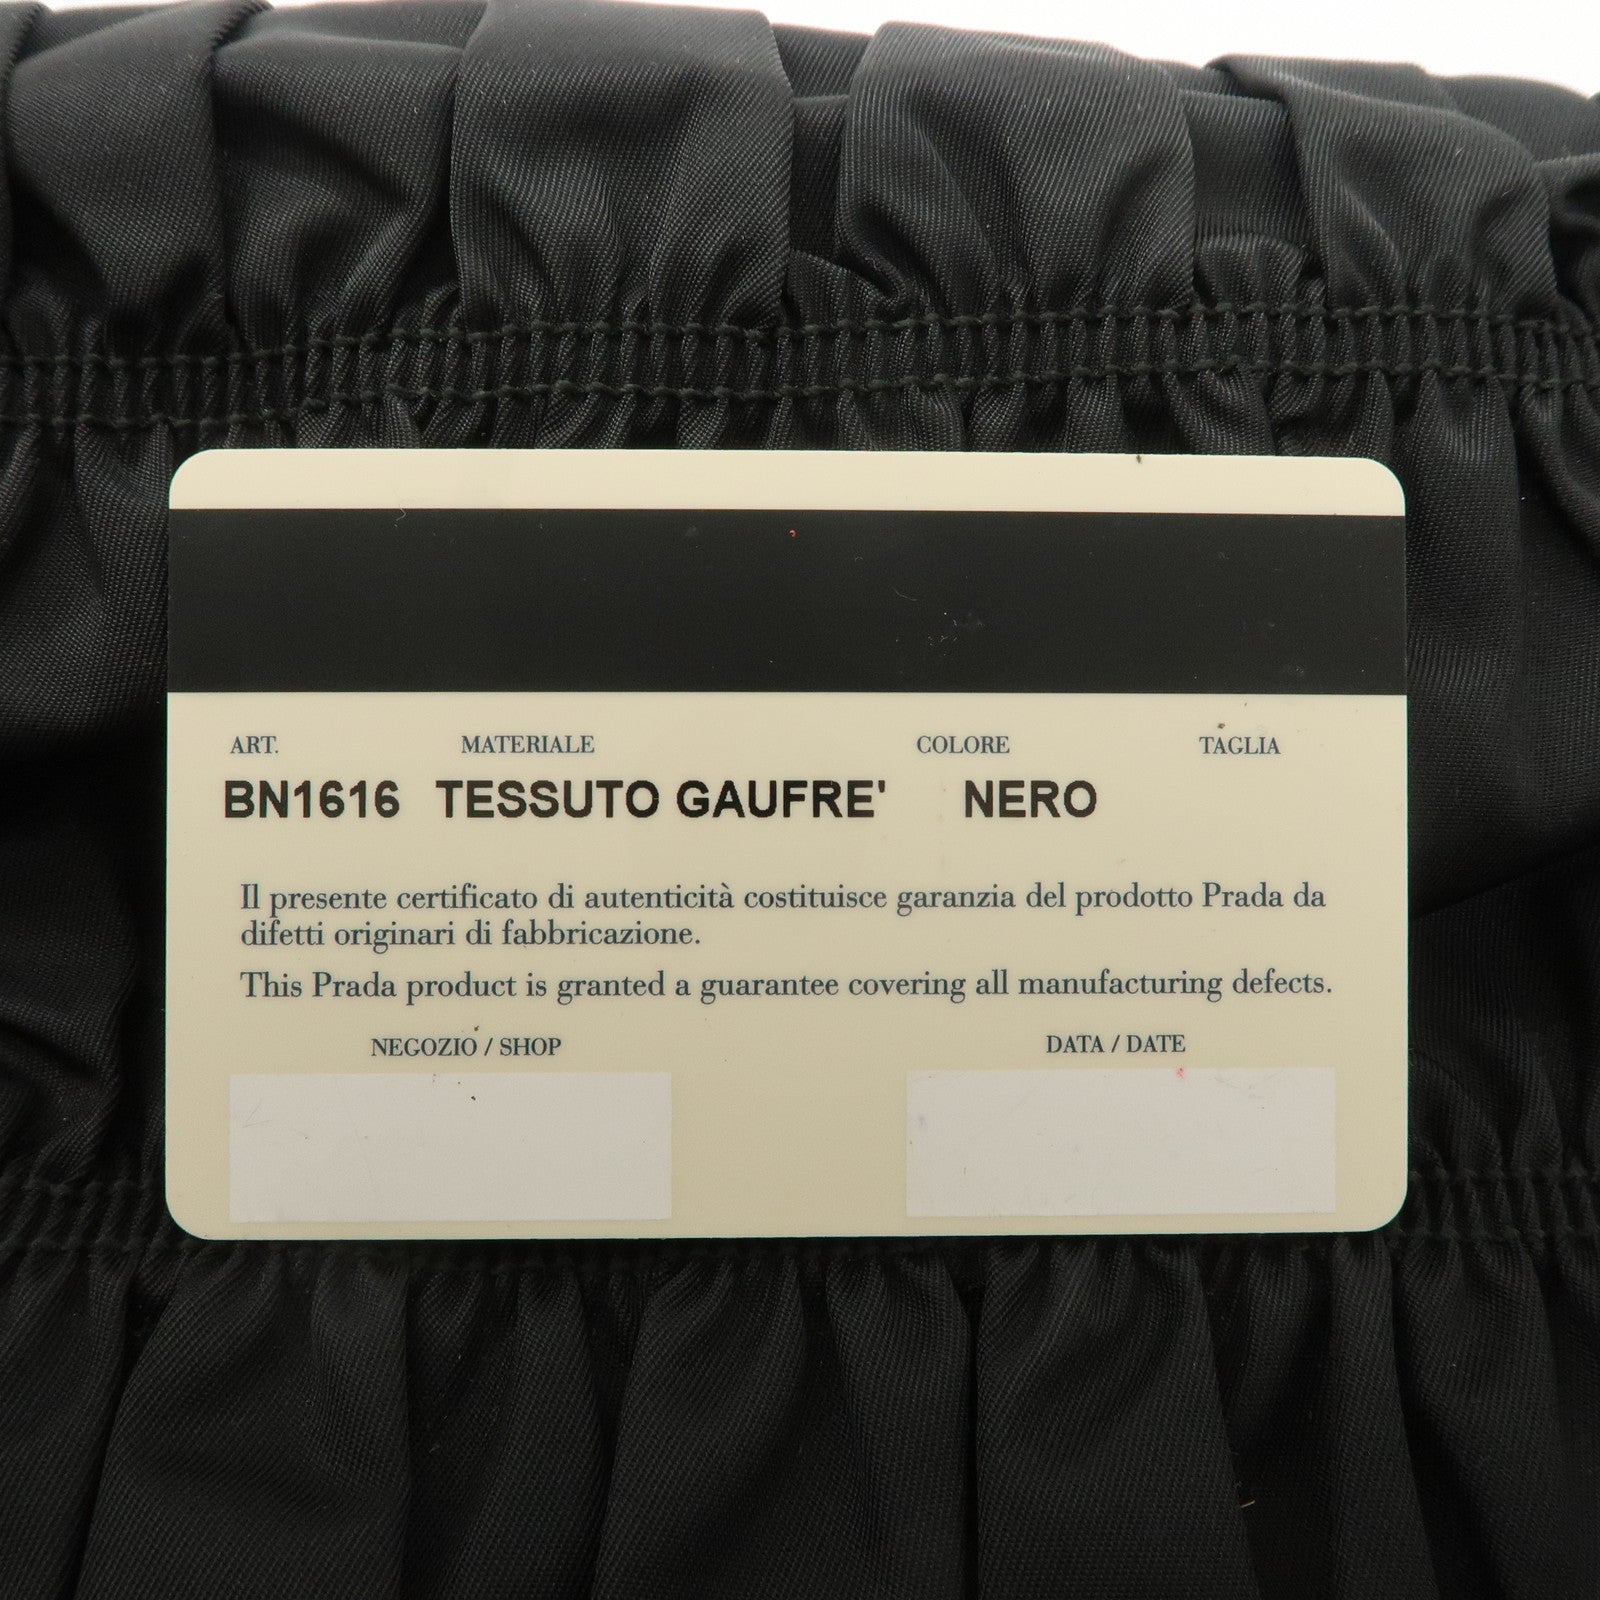 ART. MATERIALE COLORE TAGLIA
BN1616 TESSUTO GAUFRE' NERO
Il presente certificato di autenticità costituisce garanzia del prodotto Prada da
difetti originari di fabbricazione.
This Prada product is granted a guarantee covering all manufacturing defects.
NEGOZIO / SHOP DATA / DATE